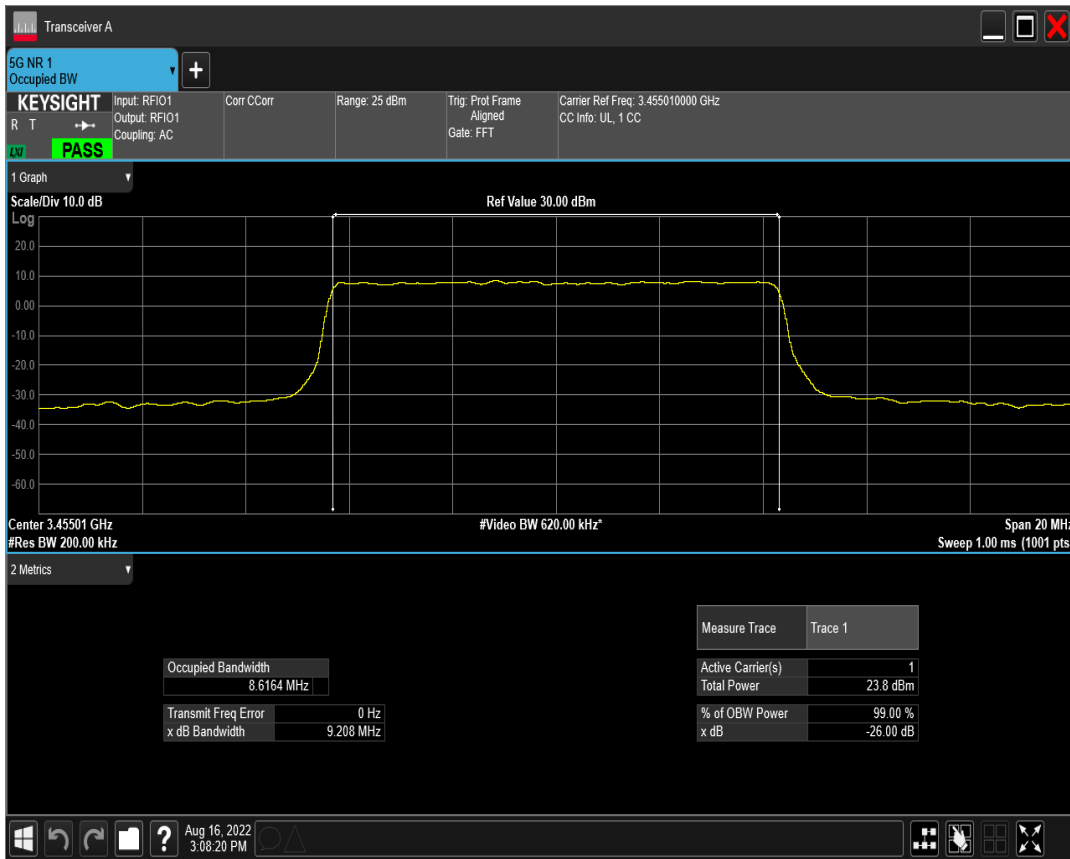 Transceiver A
5G NR 1
Occupied BW
+
KEYSIGHT
R T
LXI
PASS
Input: RFIO1
Output: RFIO1
Coupling: AC
Corr CCorr
Range: 25 dBm
Trig: Prot Frame
Aligned
Gate: FFT
Carrier Ref Freq: 3.455010000 GHz
CC Info: UL, 1 CC
1 Graph
Scale/Div 10.0 dB
Ref Value 30.00 dBm
Log
20.0
10.0
0.00
-10.0
-20.0
-30.0
-40.0
-50.0
-60.0
Center 3.45501 GHz
#Video BW 620.00 kHz*
Span 20 MHz
#Res BW 200.00 kHz
Sweep 1.00 ms (1001 pts
2 Metrics
Measure Trace Trace 1
Occupied Bandwidth
8.6164 MHz
Active Carrier(s) 1
Total Power 23.8 dBm
Transmit Freq Error 0 Hz
x dB Bandwidth 9.208 MHz
% of OBW Power 99.00 %
x dB -26.00 dB
?
Aug 16, 2022
3:08:20 PM